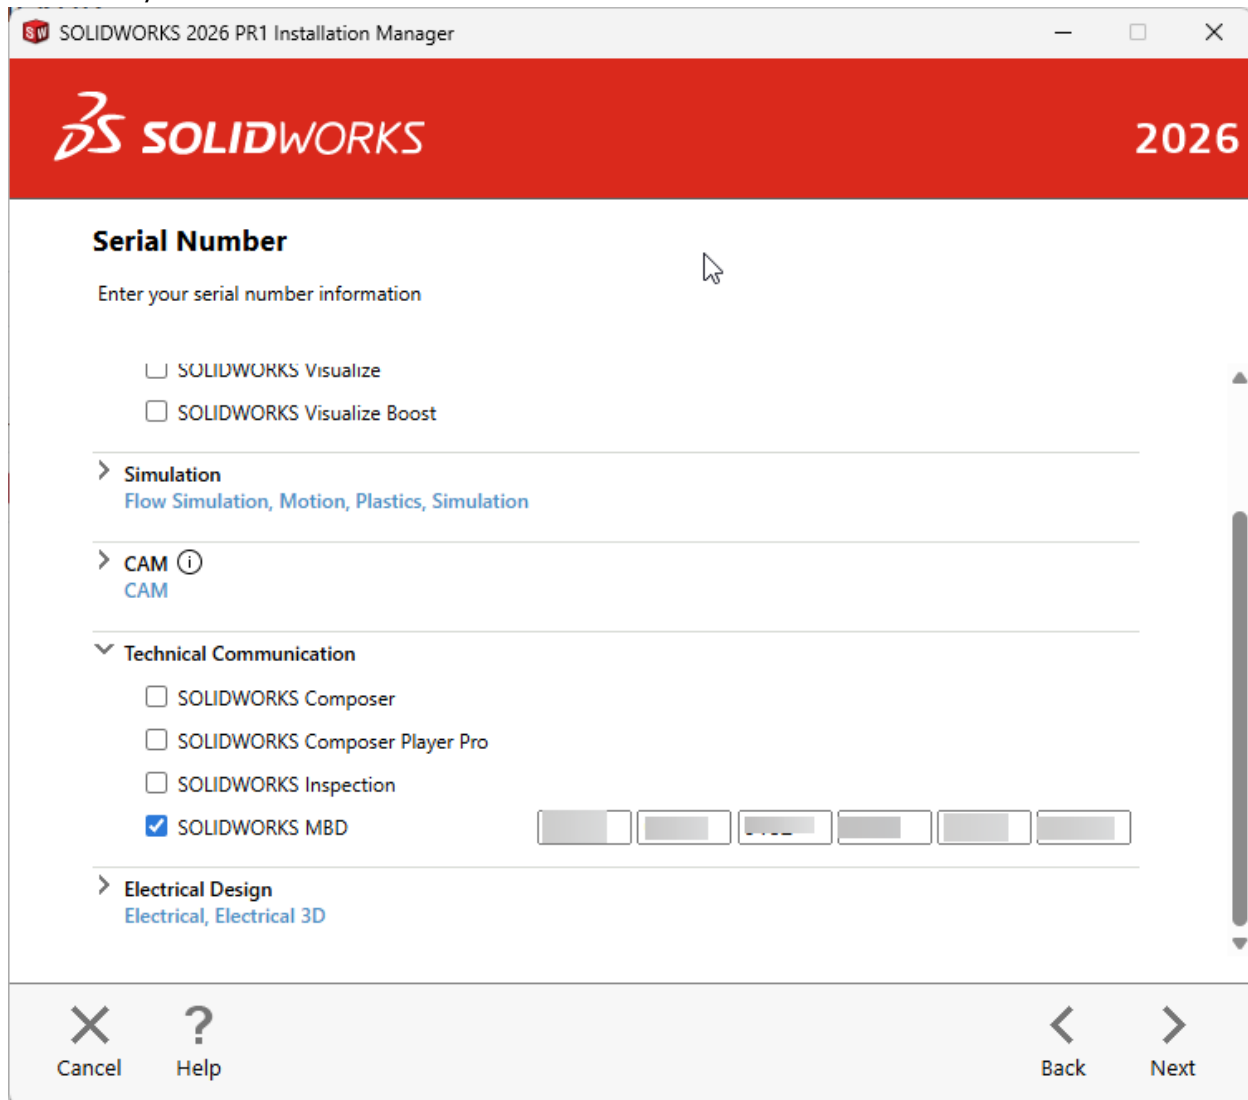 SW SOLIDWORKS 2026 PR1 Installation Manager
SOLIDWORKS
2026
Serial Number
Enter your serial number information
SOLIDWORKS Visualize
SOLIDWORKS Visualize Boost
Simulation
Flow Simulation, Motion, Plastics, Simulation
CAM
CAM
Technical Communication
SOLIDWORKS Composer
SOLIDWORKS Composer Player Pro
SOLIDWORKS Inspection
SOLIDWORKS MBD
Electrical Design
Electrical, Electrical 3D
Cancel
Help
Back
Next